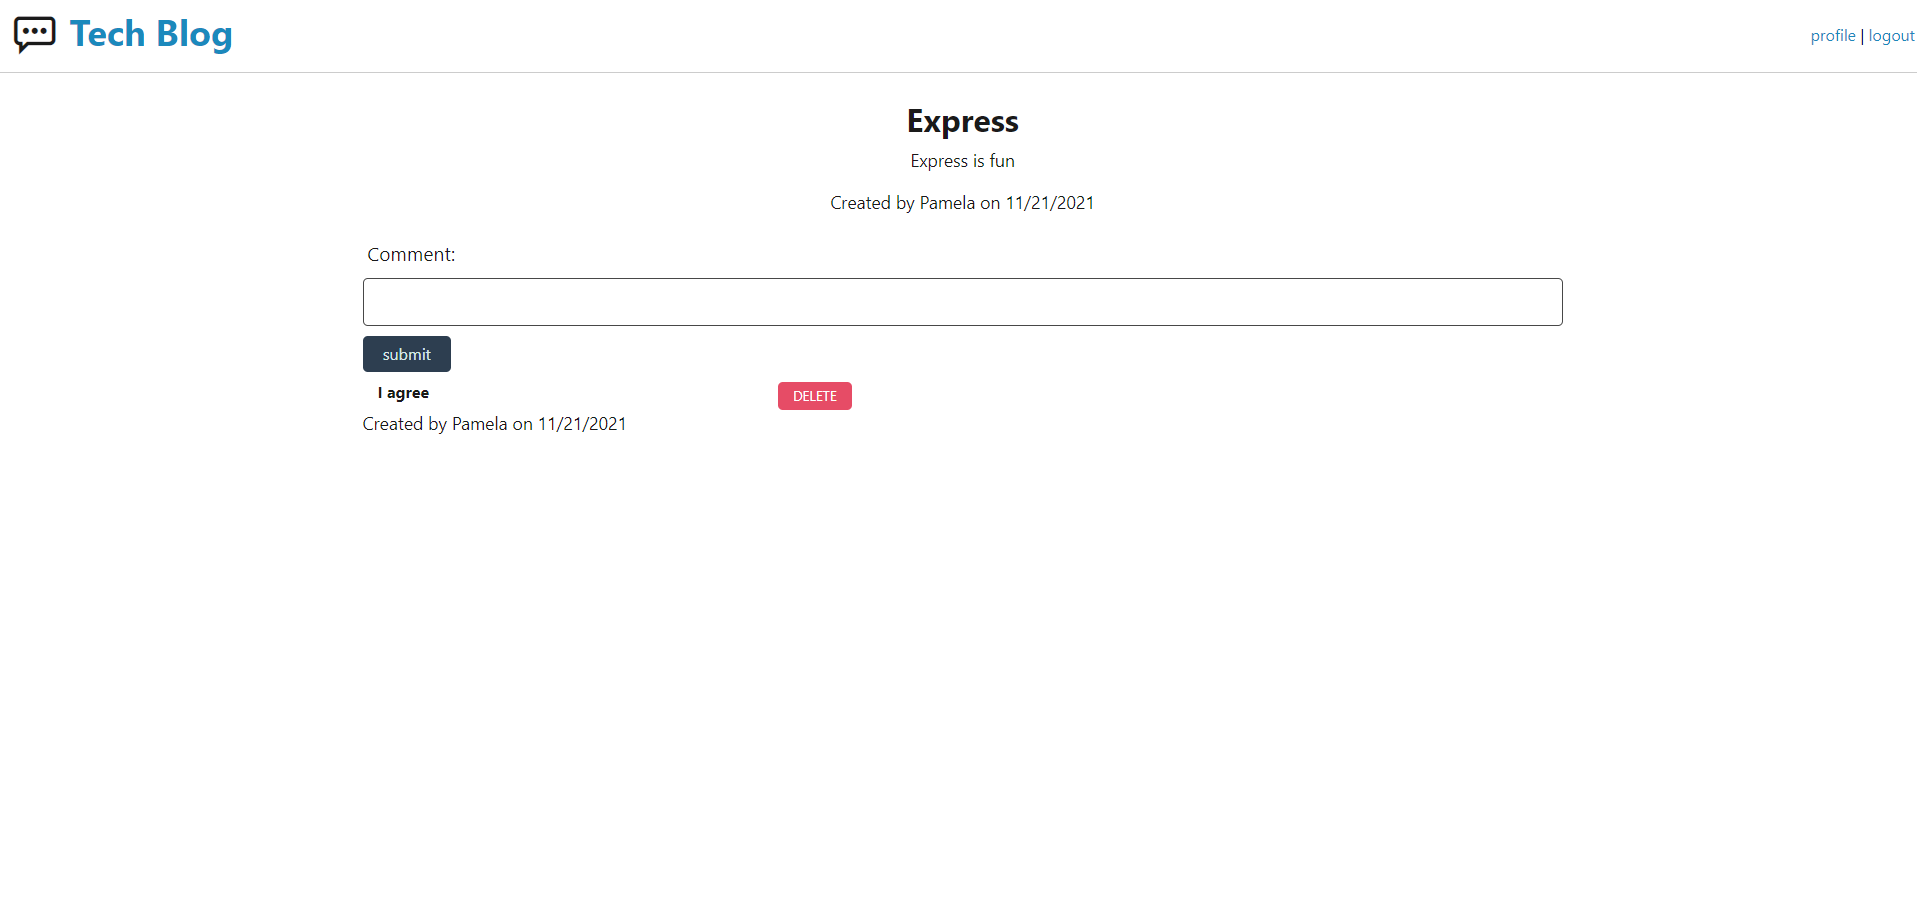 Tech Blog
profile | logout
Express
Express is fun
Created by Pamela on 11/21/2021
Comment:
submit
I agree
DELETE
Created by Pamela on 11/21/2021